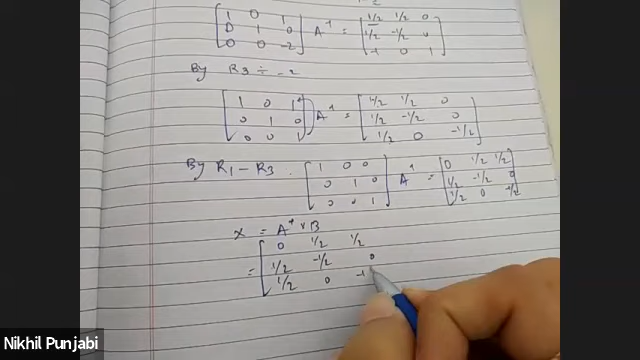 [1 0 1 / 0 1 0 / 0 0 -2] A⁻¹ = [1/2 1/2 0 / 1/2 -1/2 0 / -1 0 1]
By R3 ÷ -2
[1 0 1 / 0 1 0 / 0 0 1] A⁻¹ = [1/2 1/2 0 / 1/2 -1/2 0 / 1/2 0 -1/2]
By R1 - R3. [1 0 0 / 0 1 0 / 0 0 1] A⁻¹ = [0 1/2 1/2 / 1/2 -1/2 0 / 1/2 0 -1/2]
X = A⁻¹ x B
= [0 1/2 1/2 / 1/2 -1/2 0 / 1/2 0 -1
Nikhil Punjabi